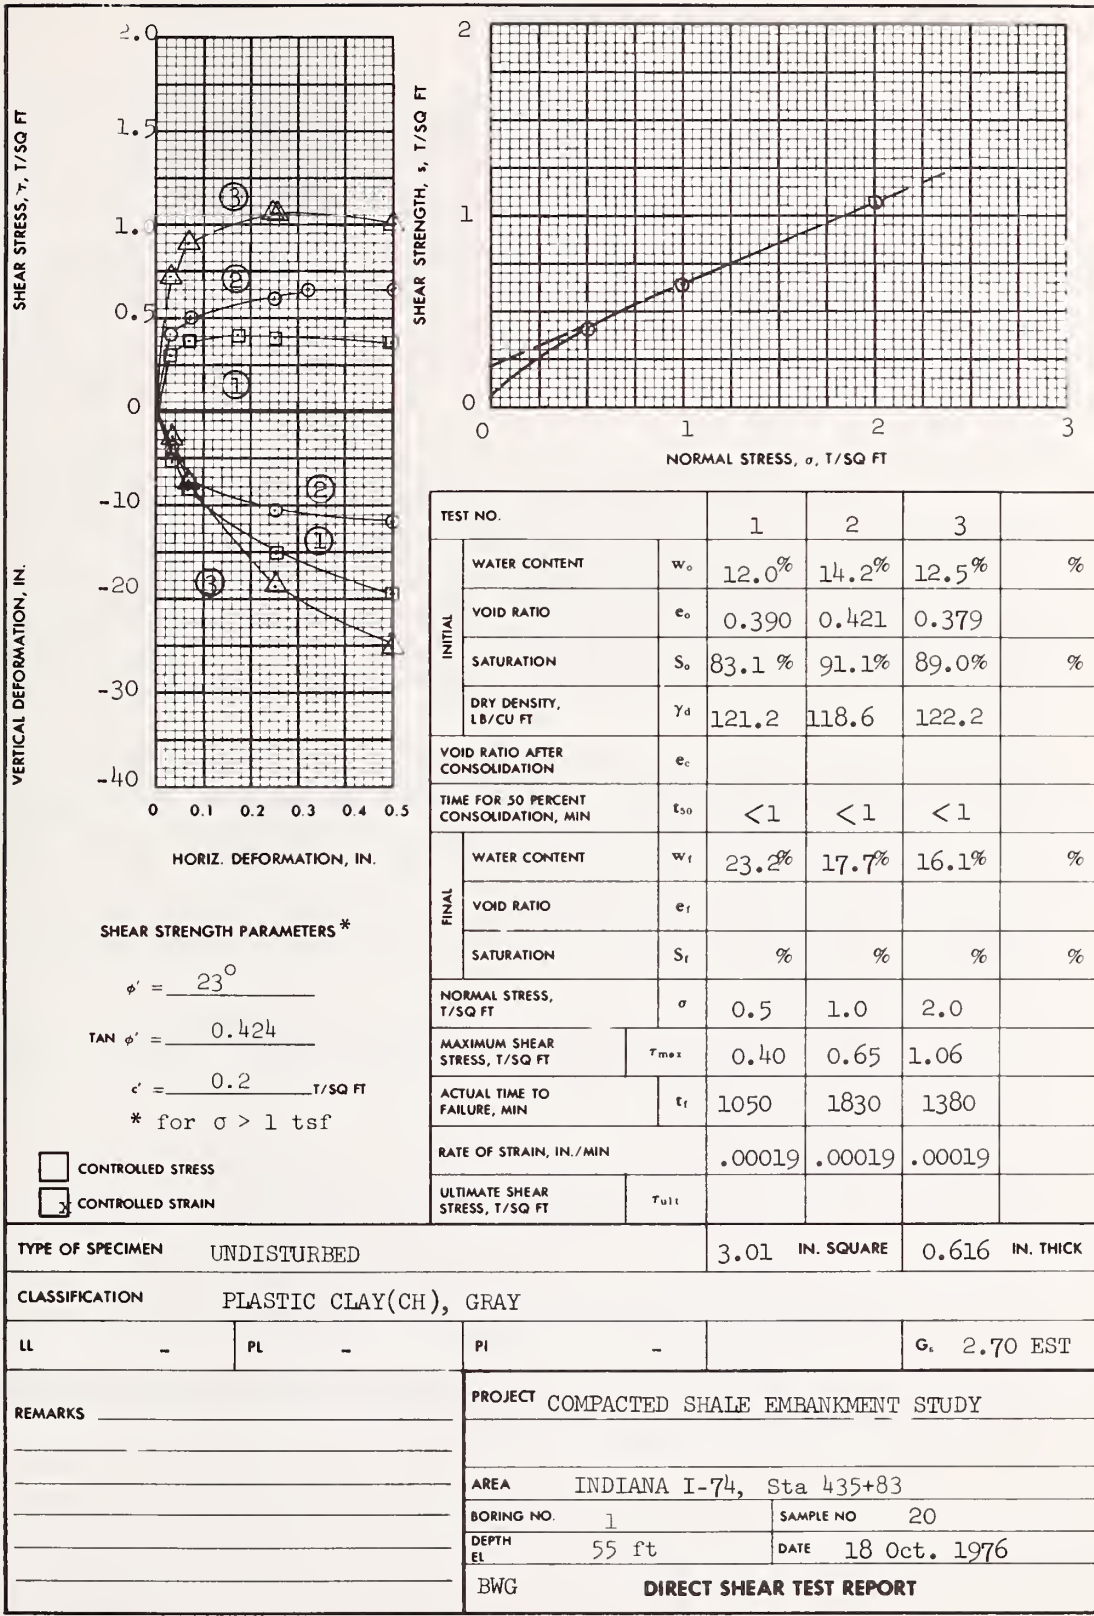 SHEAR STRESS, τ, T/SQ FT
2.0
1.5
1.0
0.5
0
-10
-20
-30
-40
③
②
①
②
①
③
VERTICAL DEFORMATION, IN.
0 0.1 0.2 0.3 0.4 0.5
HORIZ. DEFORMATION, IN.
SHEAR STRENGTH, s, T/SQ FT
2
1
0
0 1 2 3
NORMAL STRESS, σ, T/SQ FT
SHEAR STRENGTH PARAMETERS *
φ' = 23°
TAN φ' = 0.424
c' = 0.2 T/SQ FT
* for σ > 1 tsf
CONTROLLED STRESS
X CONTROLLED STRAIN
TEST NO. 1 2 3
INITIAL
WATER CONTENT wₒ 12.0% 14.2% 12.5% %
VOID RATIO eₒ 0.390 0.421 0.379
SATURATION Sₒ 83.1 % 91.1% 89.0% %
DRY DENSITY, LB/CU FT γd 121.2 118.6 122.2
VOID RATIO AFTER CONSOLIDATION ec
TIME FOR 50 PERCENT CONSOLIDATION, MIN t₅₀ <1 <1 <1
FINAL
WATER CONTENT wf 23.2% 17.7% 16.1% %
VOID RATIO ef
SATURATION Sf % % % %
NORMAL STRESS, T/SQ FT σ 0.5 1.0 2.0
MAXIMUM SHEAR STRESS, T/SQ FT τmax 0.40 0.65 1.06
ACTUAL TIME TO FAILURE, MIN tf 1050 1830 1380
RATE OF STRAIN, IN./MIN .00019 .00019 .00019
ULTIMATE SHEAR STRESS, T/SQ FT τult
TYPE OF SPECIMEN UNDISTURBED 3.01 IN. SQUARE 0.616 IN. THICK
CLASSIFICATION PLASTIC CLAY(CH), GRAY
LL - PL - PI - Gs 2.70 EST
REMARKS
PROJECT COMPACTED SHALE EMBANKMENT STUDY
AREA INDIANA I-74, Sta 435+83
BORING NO. 1 SAMPLE NO 20
DEPTH EL 55 ft DATE 18 Oct. 1976
BWG DIRECT SHEAR TEST REPORT